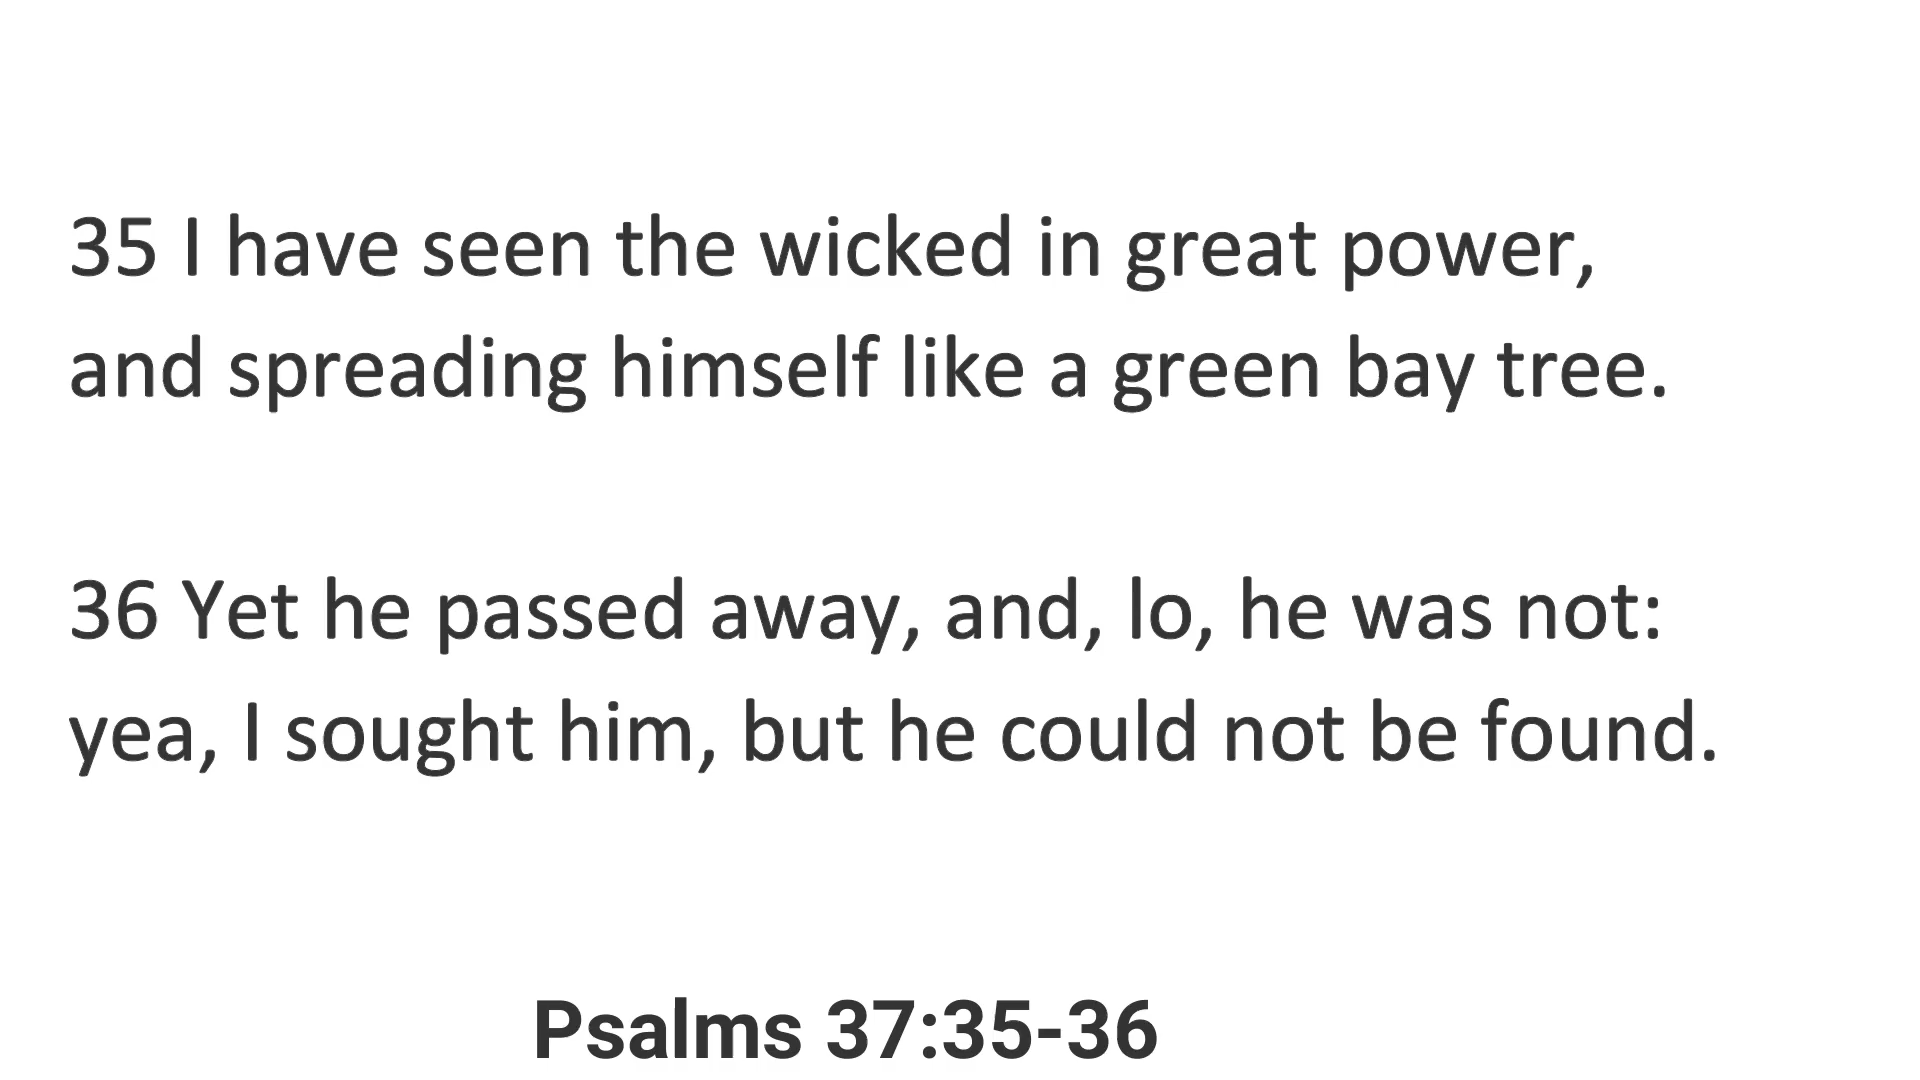 35 I have seen the wicked in great power,
and spreading himself like a green bay tree.
36 Yet he passed away, and, lo, he was not:
yea, I sought him, but he could not be found.
Psalms 37:35-36